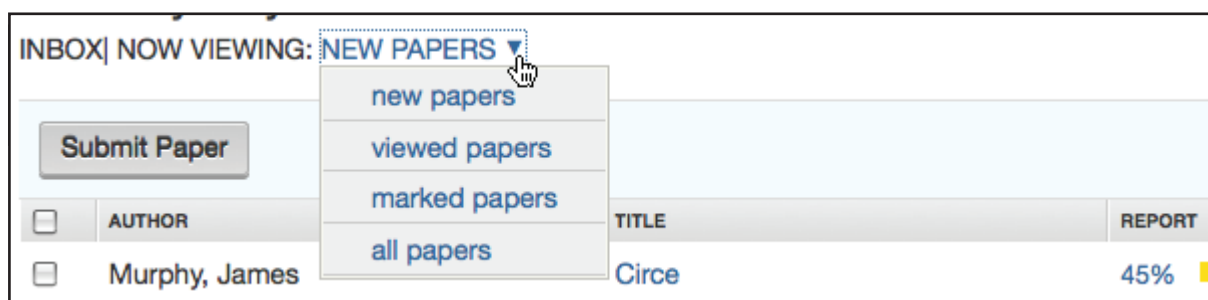 INBOX| NOW VIEWING: NEW PAPERS ▼
new papers
Submit Paper
viewed papers
marked papers
AUTHOR TITLE REPORT
all papers
Murphy, James Circe 45%